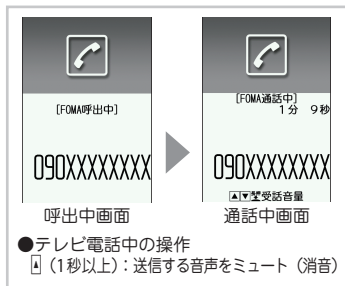 [FOMA呼出中]
090XXXXXXXX
呼出中画面
[FOMA通話中]
1分 9秒
090XXXXXXXX
▲▼受話音量
通話中画面
●テレビ電話中の操作
▲(1秒以上):送信する音声をミュート(消音)